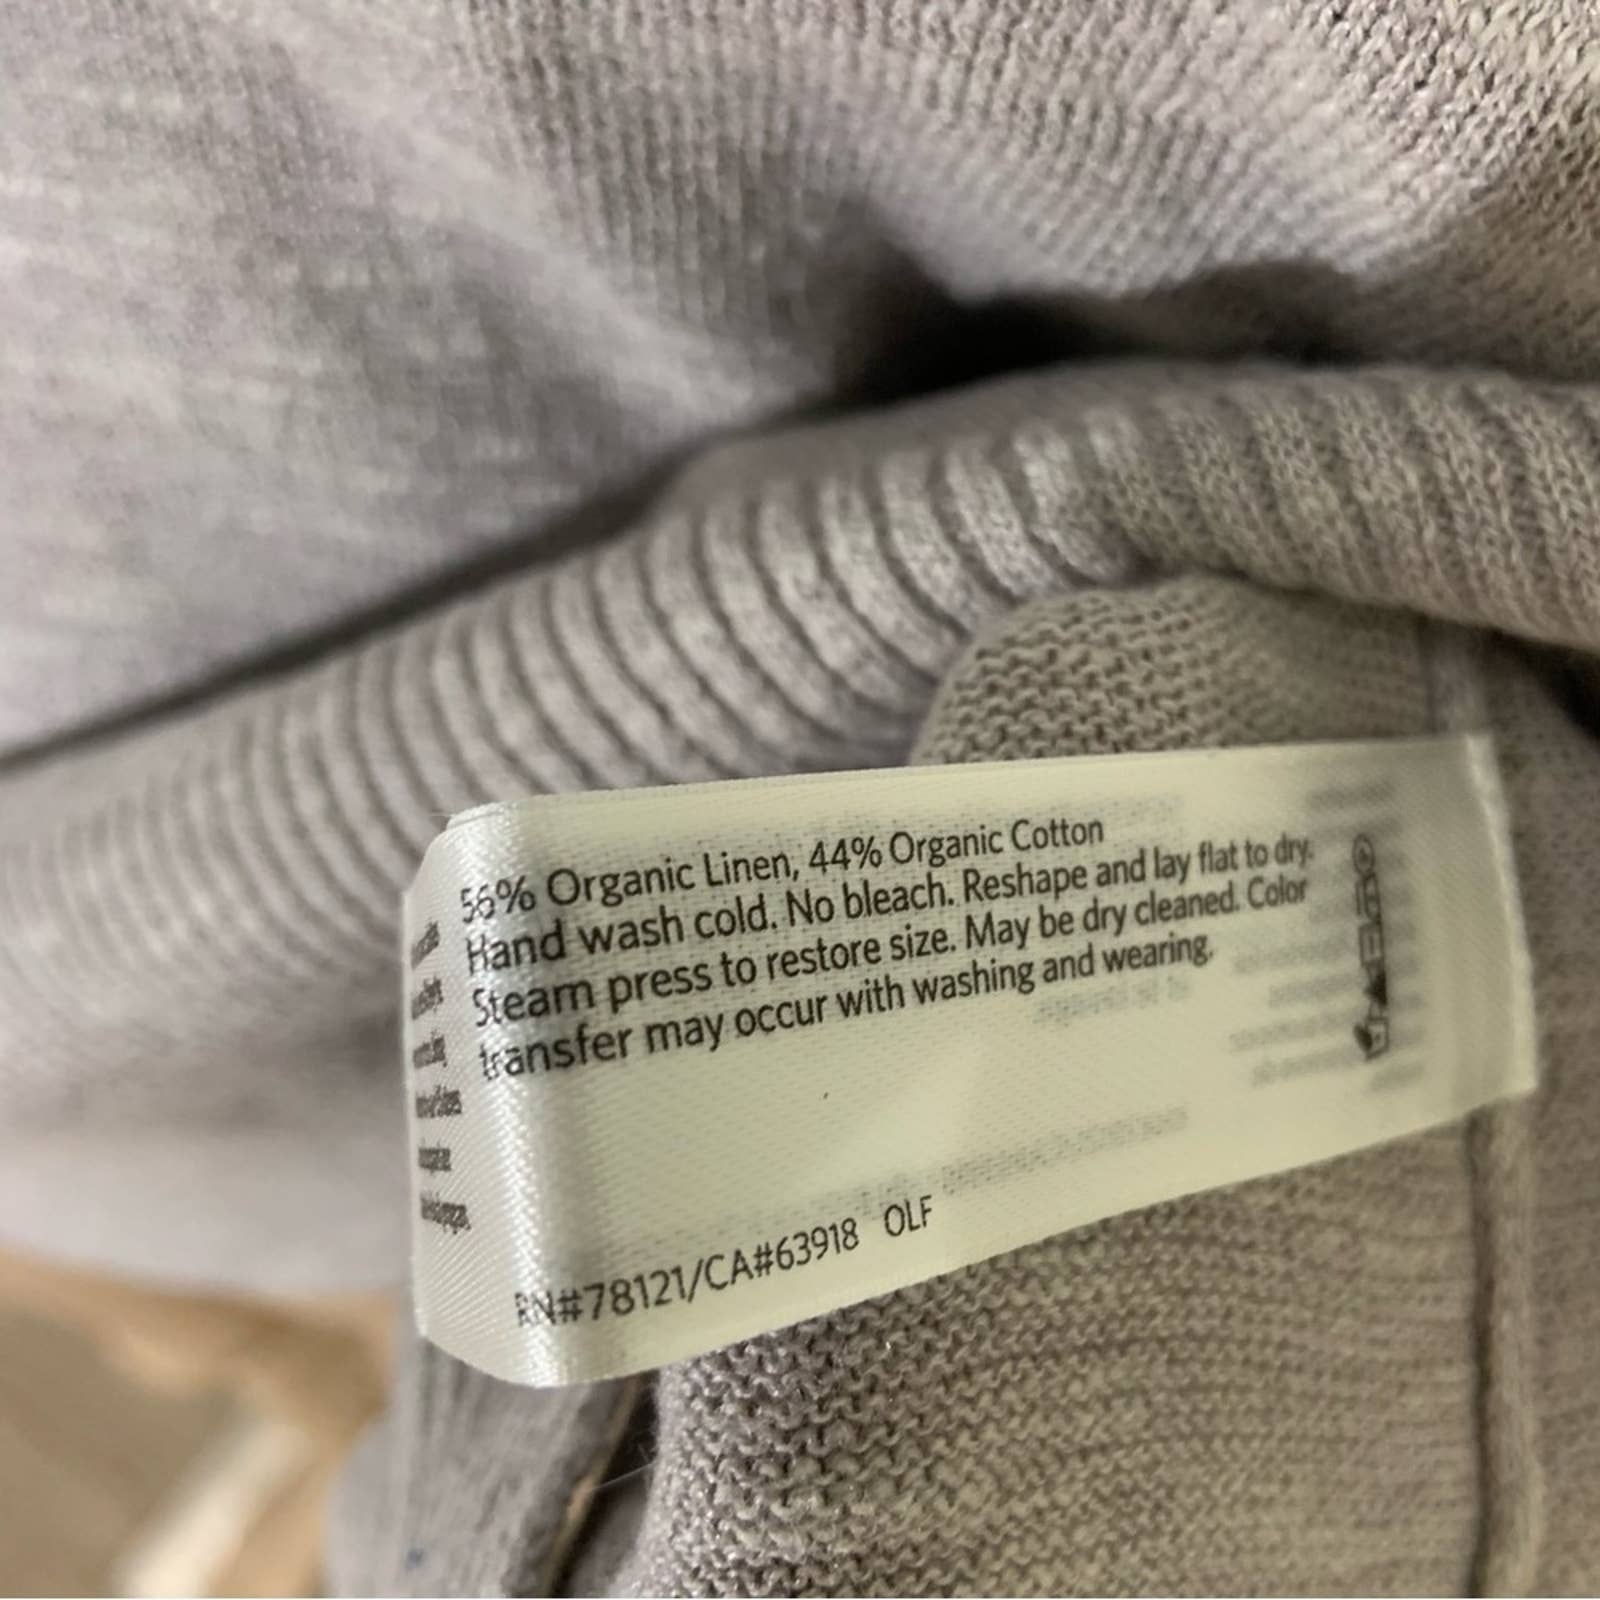 56% Organic Linen, 44% Organic Cotton
Hand wash cold. No bleach. Reshape and lay flat to dry.
Steam press to restore size. May be dry cleaned. Color
transfer may occur with washing and wearing.
RN#78121/CA#63918 OLF